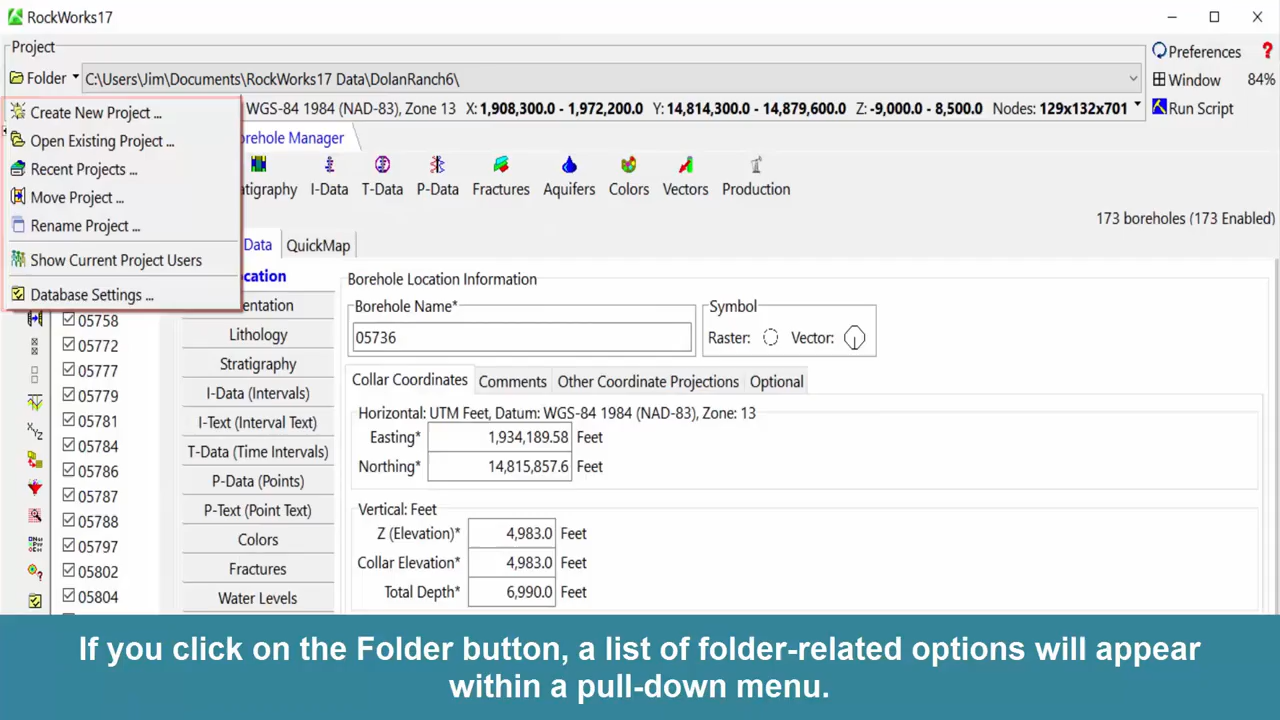 RockWorks17
Project
Folder C:\Users\Jim\Documents\RockWorks17 Data\DolanRanch6\
Preferences ?
Window 84%
Run Script
WGS-84 1984 (NAD-83), Zone 13 X: 1,908,300.0 - 1,972,200.0 Y: 14,814,300.0 - 14,879,600.0 Z: -9,000.0 - 8,500.0 Nodes: 129x132x701
Create New Project ...
Open Existing Project ...
Recent Projects ...
Move Project ...
Rename Project ...
Show Current Project Users
Database Settings ...
orehole Manager
atigraphy I-Data T-Data P-Data Fractures Aquifers Colors Vectors Production
173 boreholes (173 Enabled)
Data QuickMap
ocation
entation
Lithology
Stratigraphy
I-Data (Intervals)
I-Text (Interval Text)
T-Data (Time Intervals)
P-Data (Points)
P-Text (Point Text)
Colors
Fractures
Water Levels
05758
05772
05777
05779
05781
05784
05786
05787
05788
05797
05802
05804
Borehole Location Information
Borehole Name*
05736
Symbol
Raster: Vector:
Collar Coordinates Comments Other Coordinate Projections Optional
Horizontal: UTM Feet, Datum: WGS-84 1984 (NAD-83), Zone: 13
Easting* 1,934,189.58 Feet
Northing* 14,815,857.6 Feet
Vertical: Feet
Z (Elevation)* 4,983.0 Feet
Collar Elevation* 4,983.0 Feet
Total Depth* 6,990.0 Feet
If you click on the Folder button, a list of folder-related options will appear
within a pull-down menu.